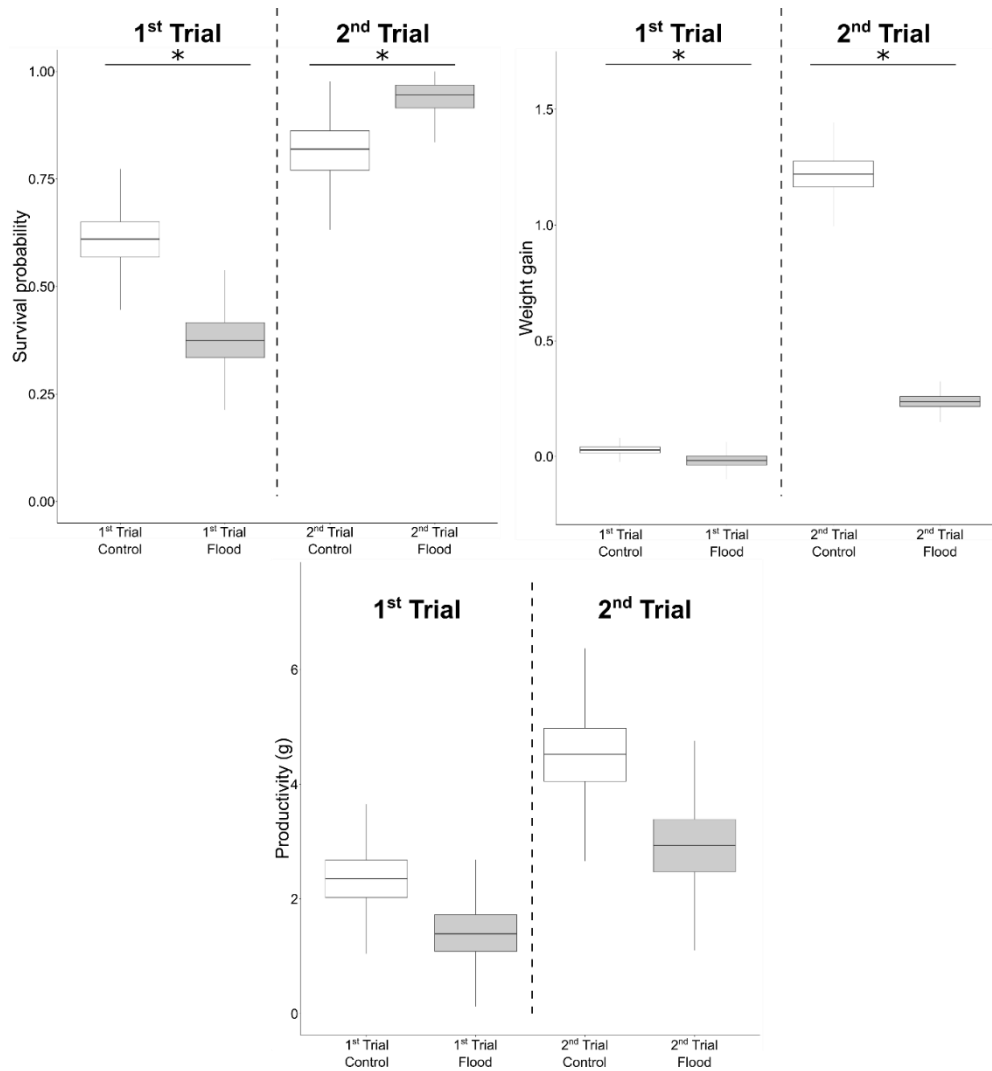 1st Trial
2nd Trial
*
*
Survival probability
1.00
0.75
0.50
0.25
0.00
1st Trial Control
1st Trial Flood
2nd Trial Control
2nd Trial Flood
1st Trial
2nd Trial
*
*
Weight gain
1.5
1.0
0.5
0.0
1st Trial Control
1st Trial Flood
2nd Trial Control
2nd Trial Flood
1st Trial
2nd Trial
Productivity (g)
6
4
2
0
1st Trial Control
1st Trial Flood
2nd Trial Control
2nd Trial Flood